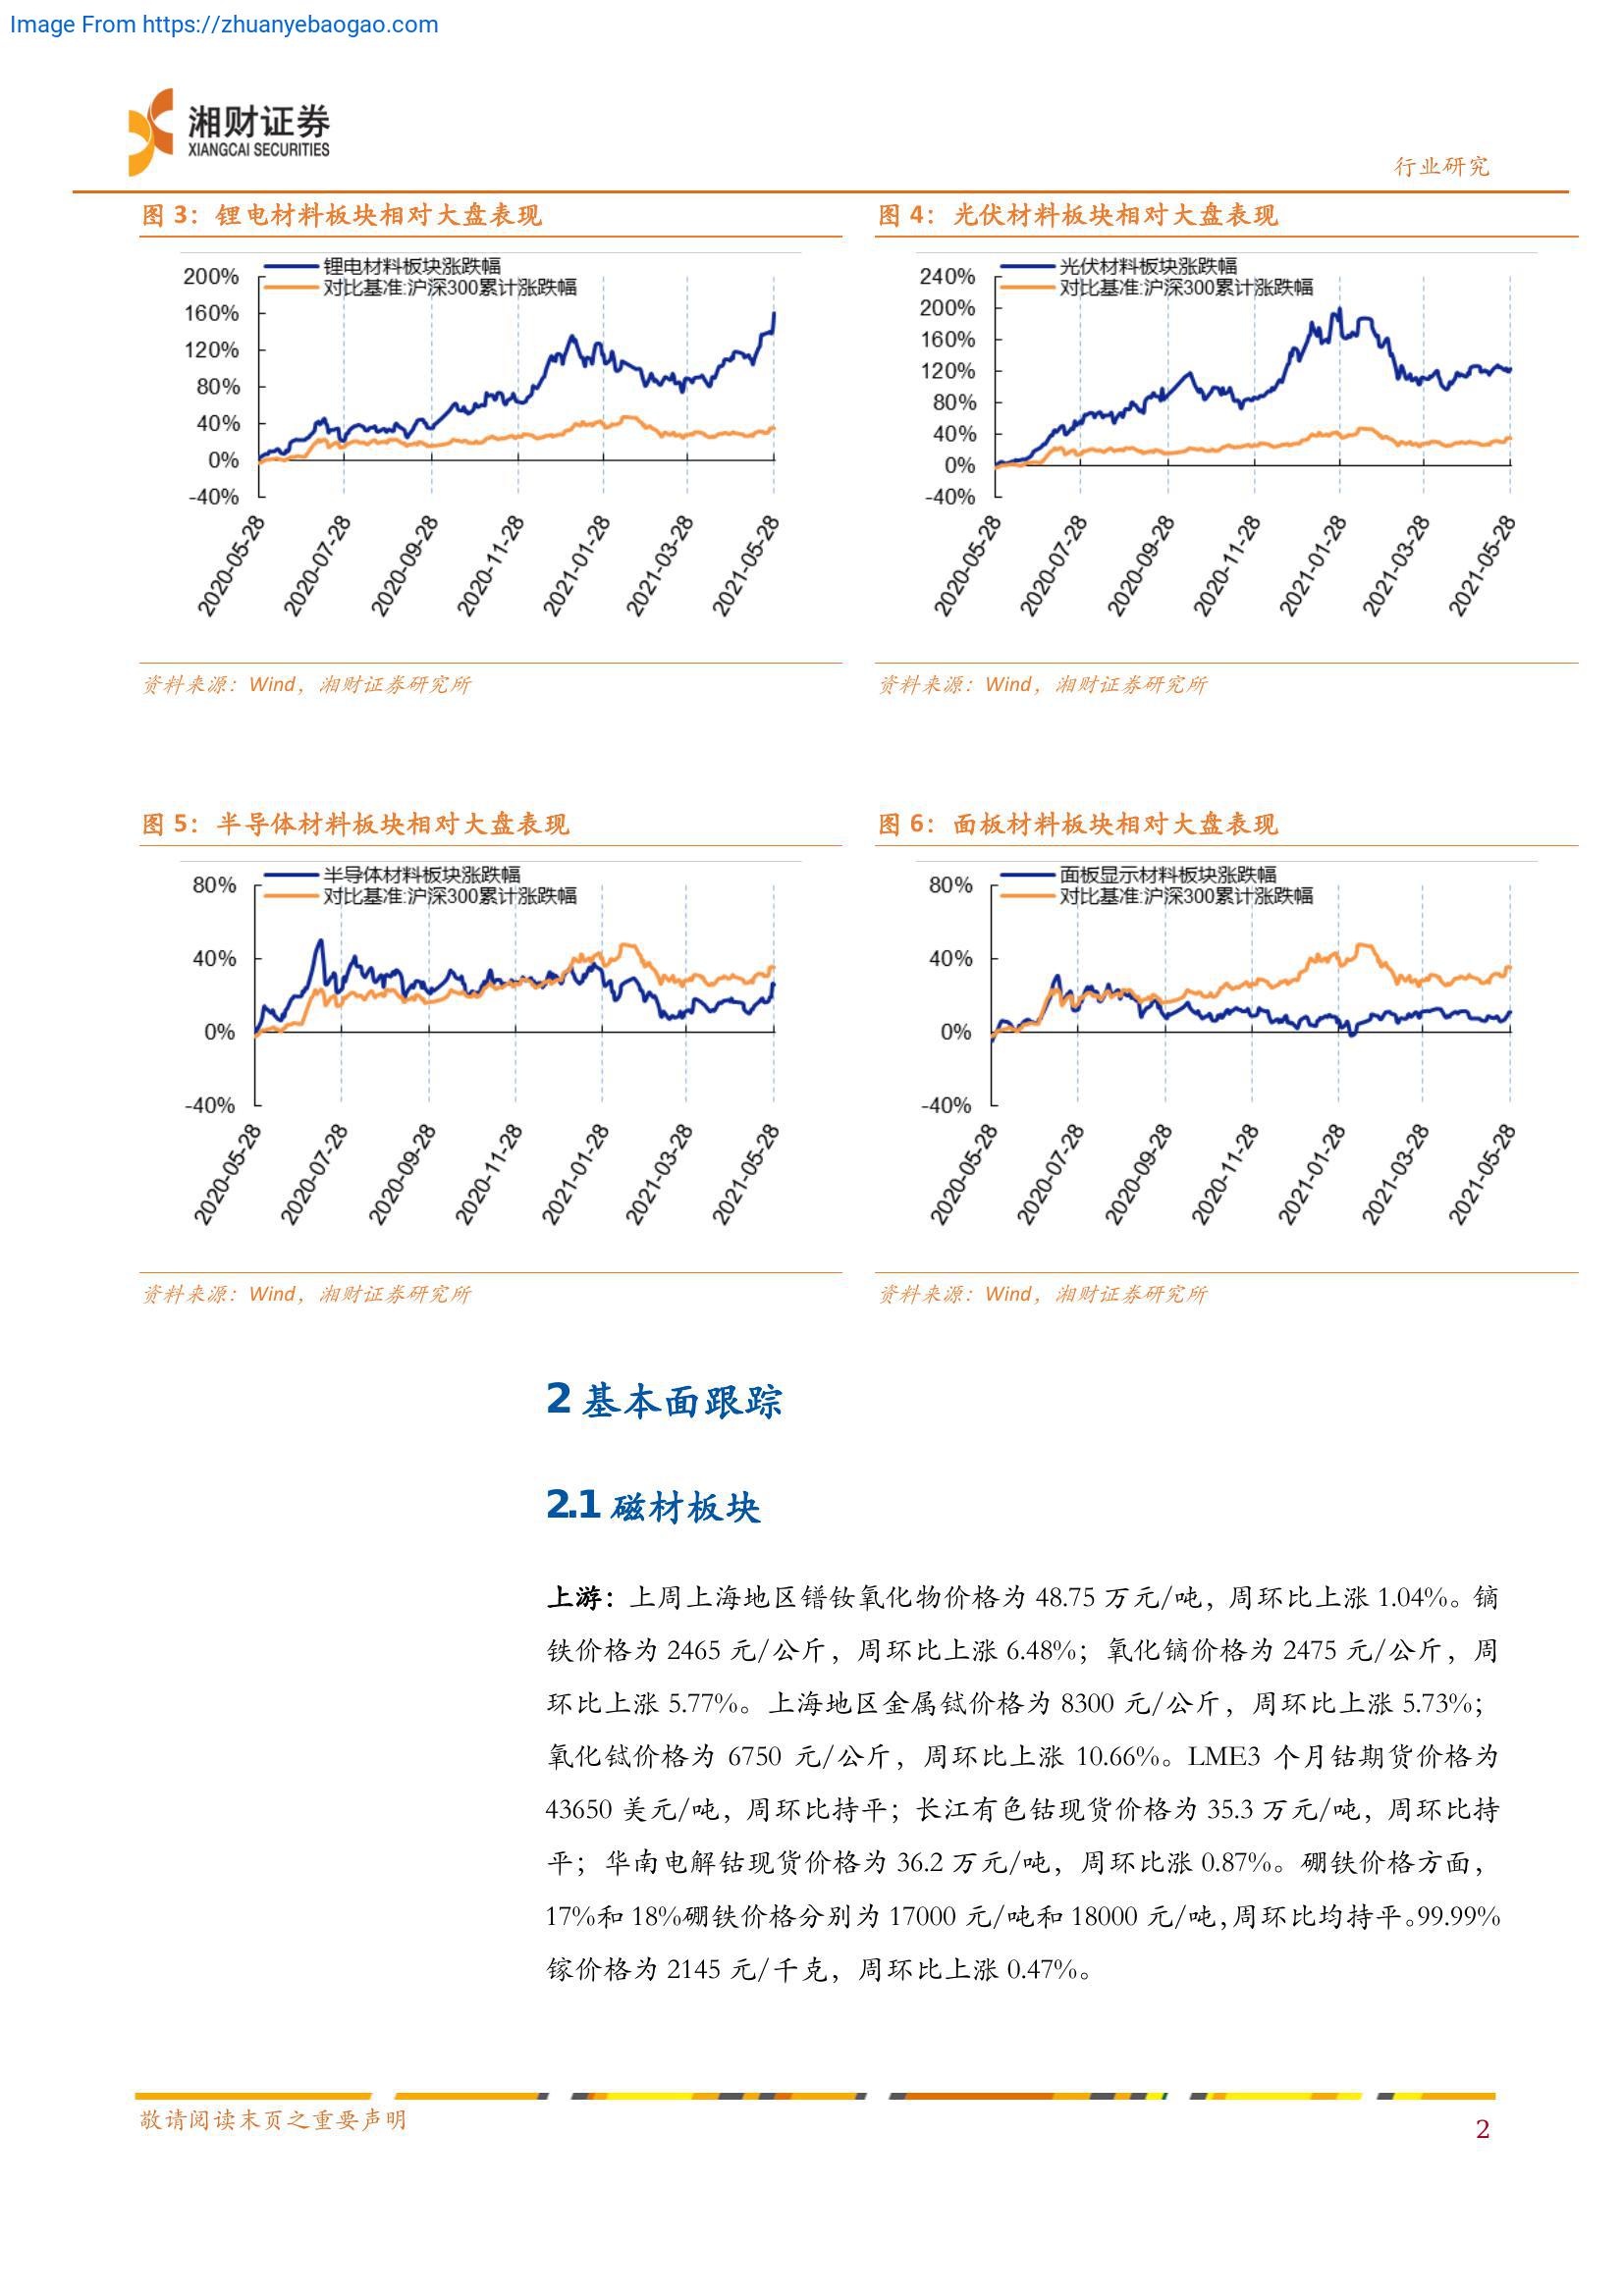 Image From https://zhuanyebaogao.com
湘财证券
XIANGCAI SECURITIES
行业研究
图 3：锂电材料板块相对大盘表现
锂电材料板块涨跌幅
对比基准:沪深300累计涨跌幅
200%
160%
120%
80%
40%
0%
-40%
2020-05-28
2020-07-28
2020-09-28
2020-11-28
2021-01-28
2021-03-28
2021-05-28
资料来源：Wind，湘财证券研究所
图 4：光伏材料板块相对大盘表现
光伏材料板块涨跌幅
对比基准:沪深300累计涨跌幅
240%
200%
160%
120%
80%
40%
0%
-40%
2020-05-28
2020-07-28
2020-09-28
2020-11-28
2021-01-28
2021-03-28
2021-05-28
资料来源：Wind，湘财证券研究所
图 5：半导体材料板块相对大盘表现
半导体材料板块涨跌幅
对比基准:沪深300累计涨跌幅
80%
40%
0%
-40%
2020-05-28
2020-07-28
2020-09-28
2020-11-28
2021-01-28
2021-03-28
2021-05-28
资料来源：Wind，湘财证券研究所
图 6：面板材料板块相对大盘表现
面板显示材料板块涨跌幅
对比基准:沪深300累计涨跌幅
80%
40%
0%
-40%
2020-05-28
2020-07-28
2020-09-28
2020-11-28
2021-01-28
2021-03-28
2021-05-28
资料来源：Wind，湘财证券研究所
2 基本面跟踪
2.1 磁材板块
上游：上周上海地区镨钕氧化物价格为 48.75 万元/吨，周环比上涨 1.04%。镝
铁价格为 2465 元/公斤，周环比上涨 6.48%；氧化镝价格为 2475 元/公斤，周
环比上涨 5.77%。上海地区金属铽价格为 8300 元/公斤，周环比上涨 5.73%；
氧化铽价格为 6750 元/公斤，周环比上涨 10.66%。LME3 个月钴期货价格为
43650 美元/吨，周环比持平；长江有色钴现货价格为 35.3 万元/吨，周环比持
平；华南电解钴现货价格为 36.2 万元/吨，周环比涨 0.87%。硼铁价格方面，
17%和 18%硼铁价格分别为 17000 元/吨和 18000 元/吨，周环比均持平。99.99%
镓价格为 2145 元/千克，周环比上涨 0.47%。
敬请阅读末页之重要声明
2